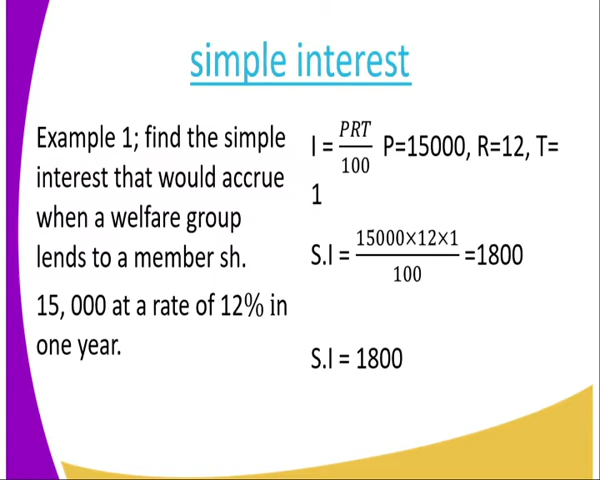 simple interest
Example 1; find the simple
interest that would accrue
when a welfare group
lends to a member sh.
15, 000 at a rate of 12% in
one year.
I = PRT/100 P=15000, R=12, T=
1
S.I = 15000×12×1/100 =1800
S.I = 1800